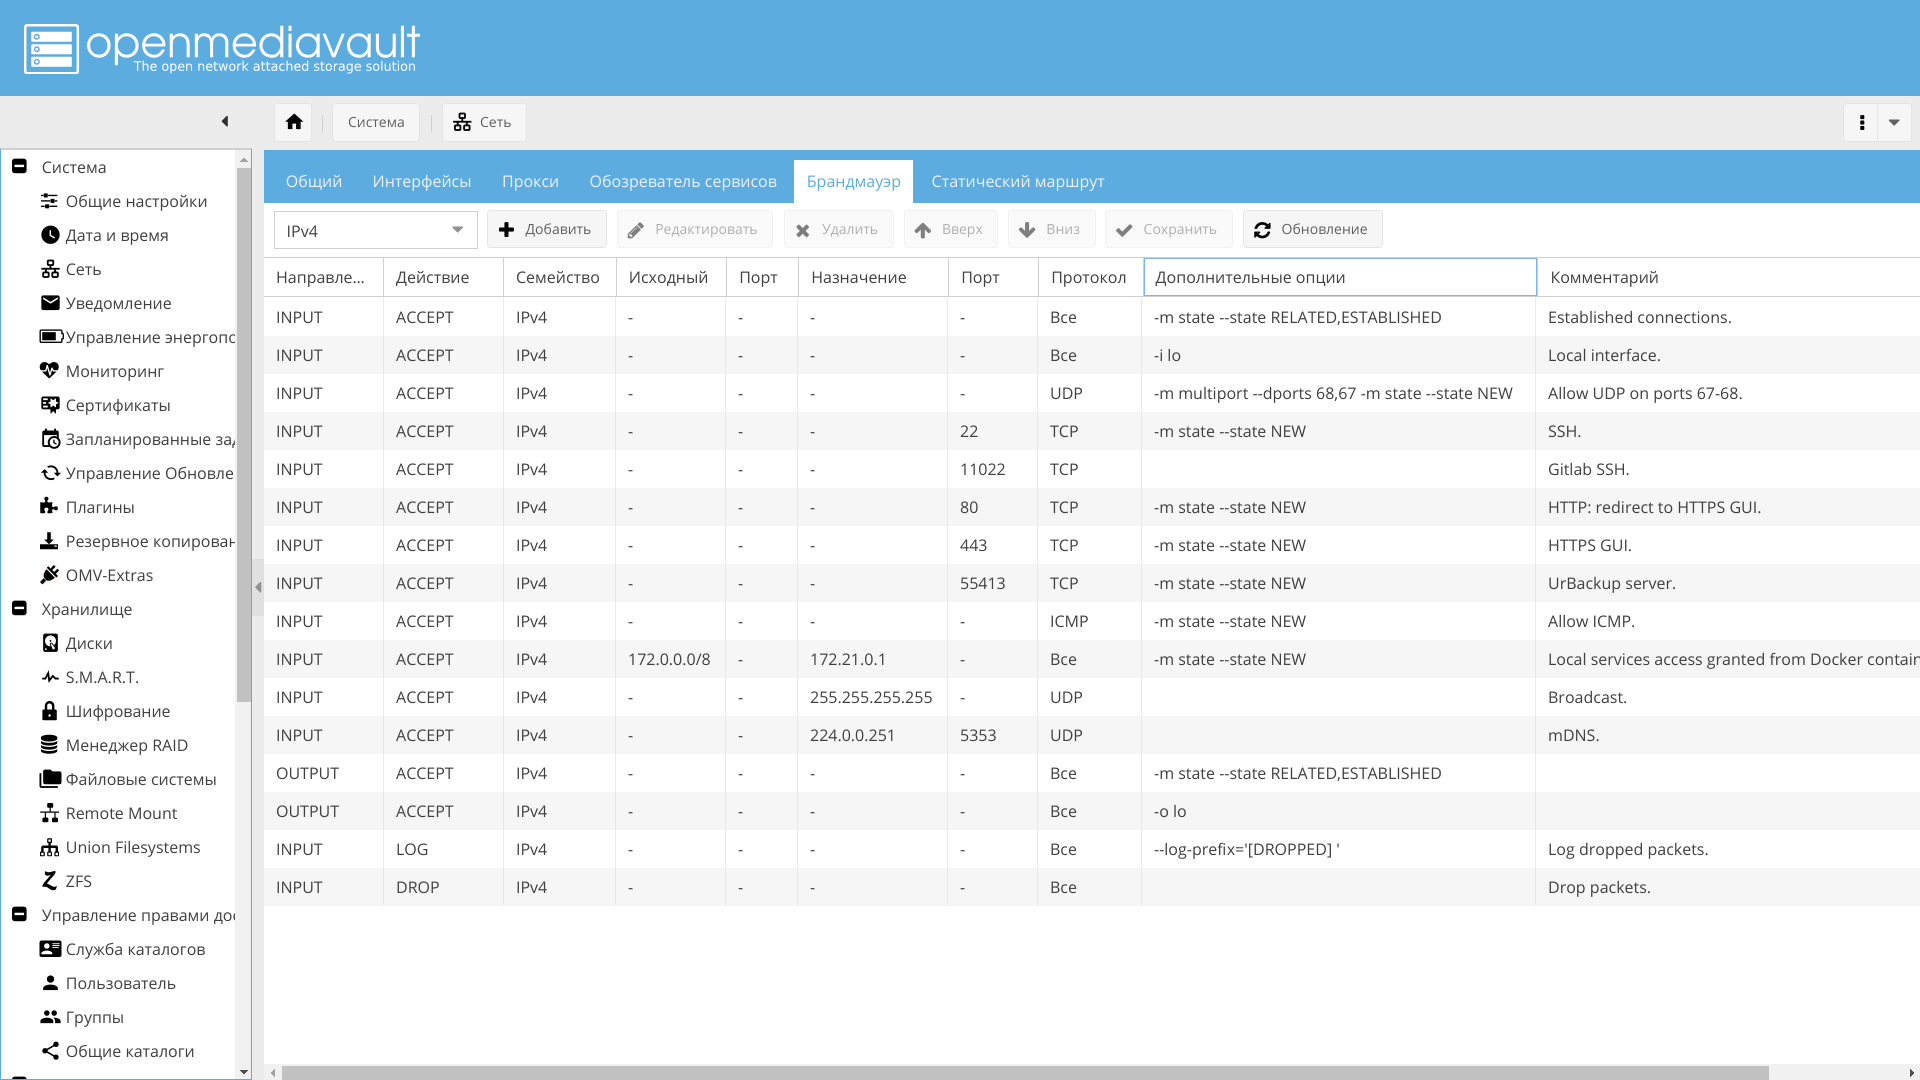 openmediavault
The open network attached storage solution
Система Сеть
Система
Общие настройки
Дата и время
Сеть
Уведомление
Управление энергопо
Мониторинг
Сертификаты
Запланированные зад
Управление Обновле
Плагины
Резервное копирован
OMV-Extras
Хранилище
Диски
S.M.A.R.T.
Шифрование
Менеджер RAID
Файловые системы
Remote Mount
Union Filesystems
ZFS
Управление правами дос
Служба каталогов
Пользователь
Группы
Общие каталоги
Общий Интерфейсы Прокси Обозреватель сервисов Брандмауэр Статический маршрут
IPv4 Добавить Редактировать Удалить Вверх Вниз Сохранить Обновление
Направле... Действие Семейство Исходный Порт Назначение Порт Протокол Дополнительные опции Комментарий
INPUT ACCEPT IPv4 - - - - Все -m state --state RELATED,ESTABLISHED Established connections.
INPUT ACCEPT IPv4 - - - - Все -i lo Local interface.
INPUT ACCEPT IPv4 - - - - UDP -m multiport --dports 68,67 -m state --state NEW Allow UDP on ports 67-68.
INPUT ACCEPT IPv4 - - - 22 TCP -m state --state NEW SSH.
INPUT ACCEPT IPv4 - - - 11022 TCP Gitlab SSH.
INPUT ACCEPT IPv4 - - - 80 TCP -m state --state NEW HTTP: redirect to HTTPS GUI.
INPUT ACCEPT IPv4 - - - 443 TCP -m state --state NEW HTTPS GUI.
INPUT ACCEPT IPv4 - - - 55413 TCP -m state --state NEW UrBackup server.
INPUT ACCEPT IPv4 - - - - ICMP -m state --state NEW Allow ICMP.
INPUT ACCEPT IPv4 172.0.0.0/8 - 172.21.0.1 - Все -m state --state NEW Local services access granted from Docker contain
INPUT ACCEPT IPv4 - - 255.255.255.255 - UDP Broadcast.
INPUT ACCEPT IPv4 - - 224.0.0.251 5353 UDP mDNS.
OUTPUT ACCEPT IPv4 - - - - Все -m state --state RELATED,ESTABLISHED
OUTPUT ACCEPT IPv4 - - - - Все -o lo
INPUT LOG IPv4 - - - - Все --log-prefix='[DROPPED] ' Log dropped packets.
INPUT DROP IPv4 - - - - Все Drop packets.